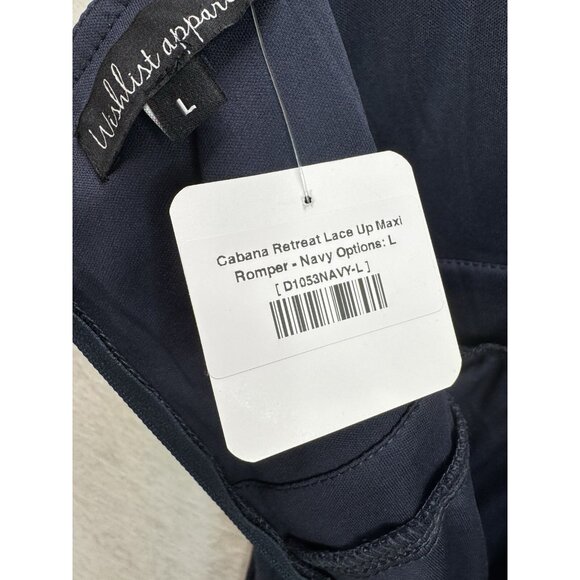 Wishlist apparel
L
Cabana Retreat Lace Up Maxi
Romper - Navy Options: L
[ D1053NAVY-L ]